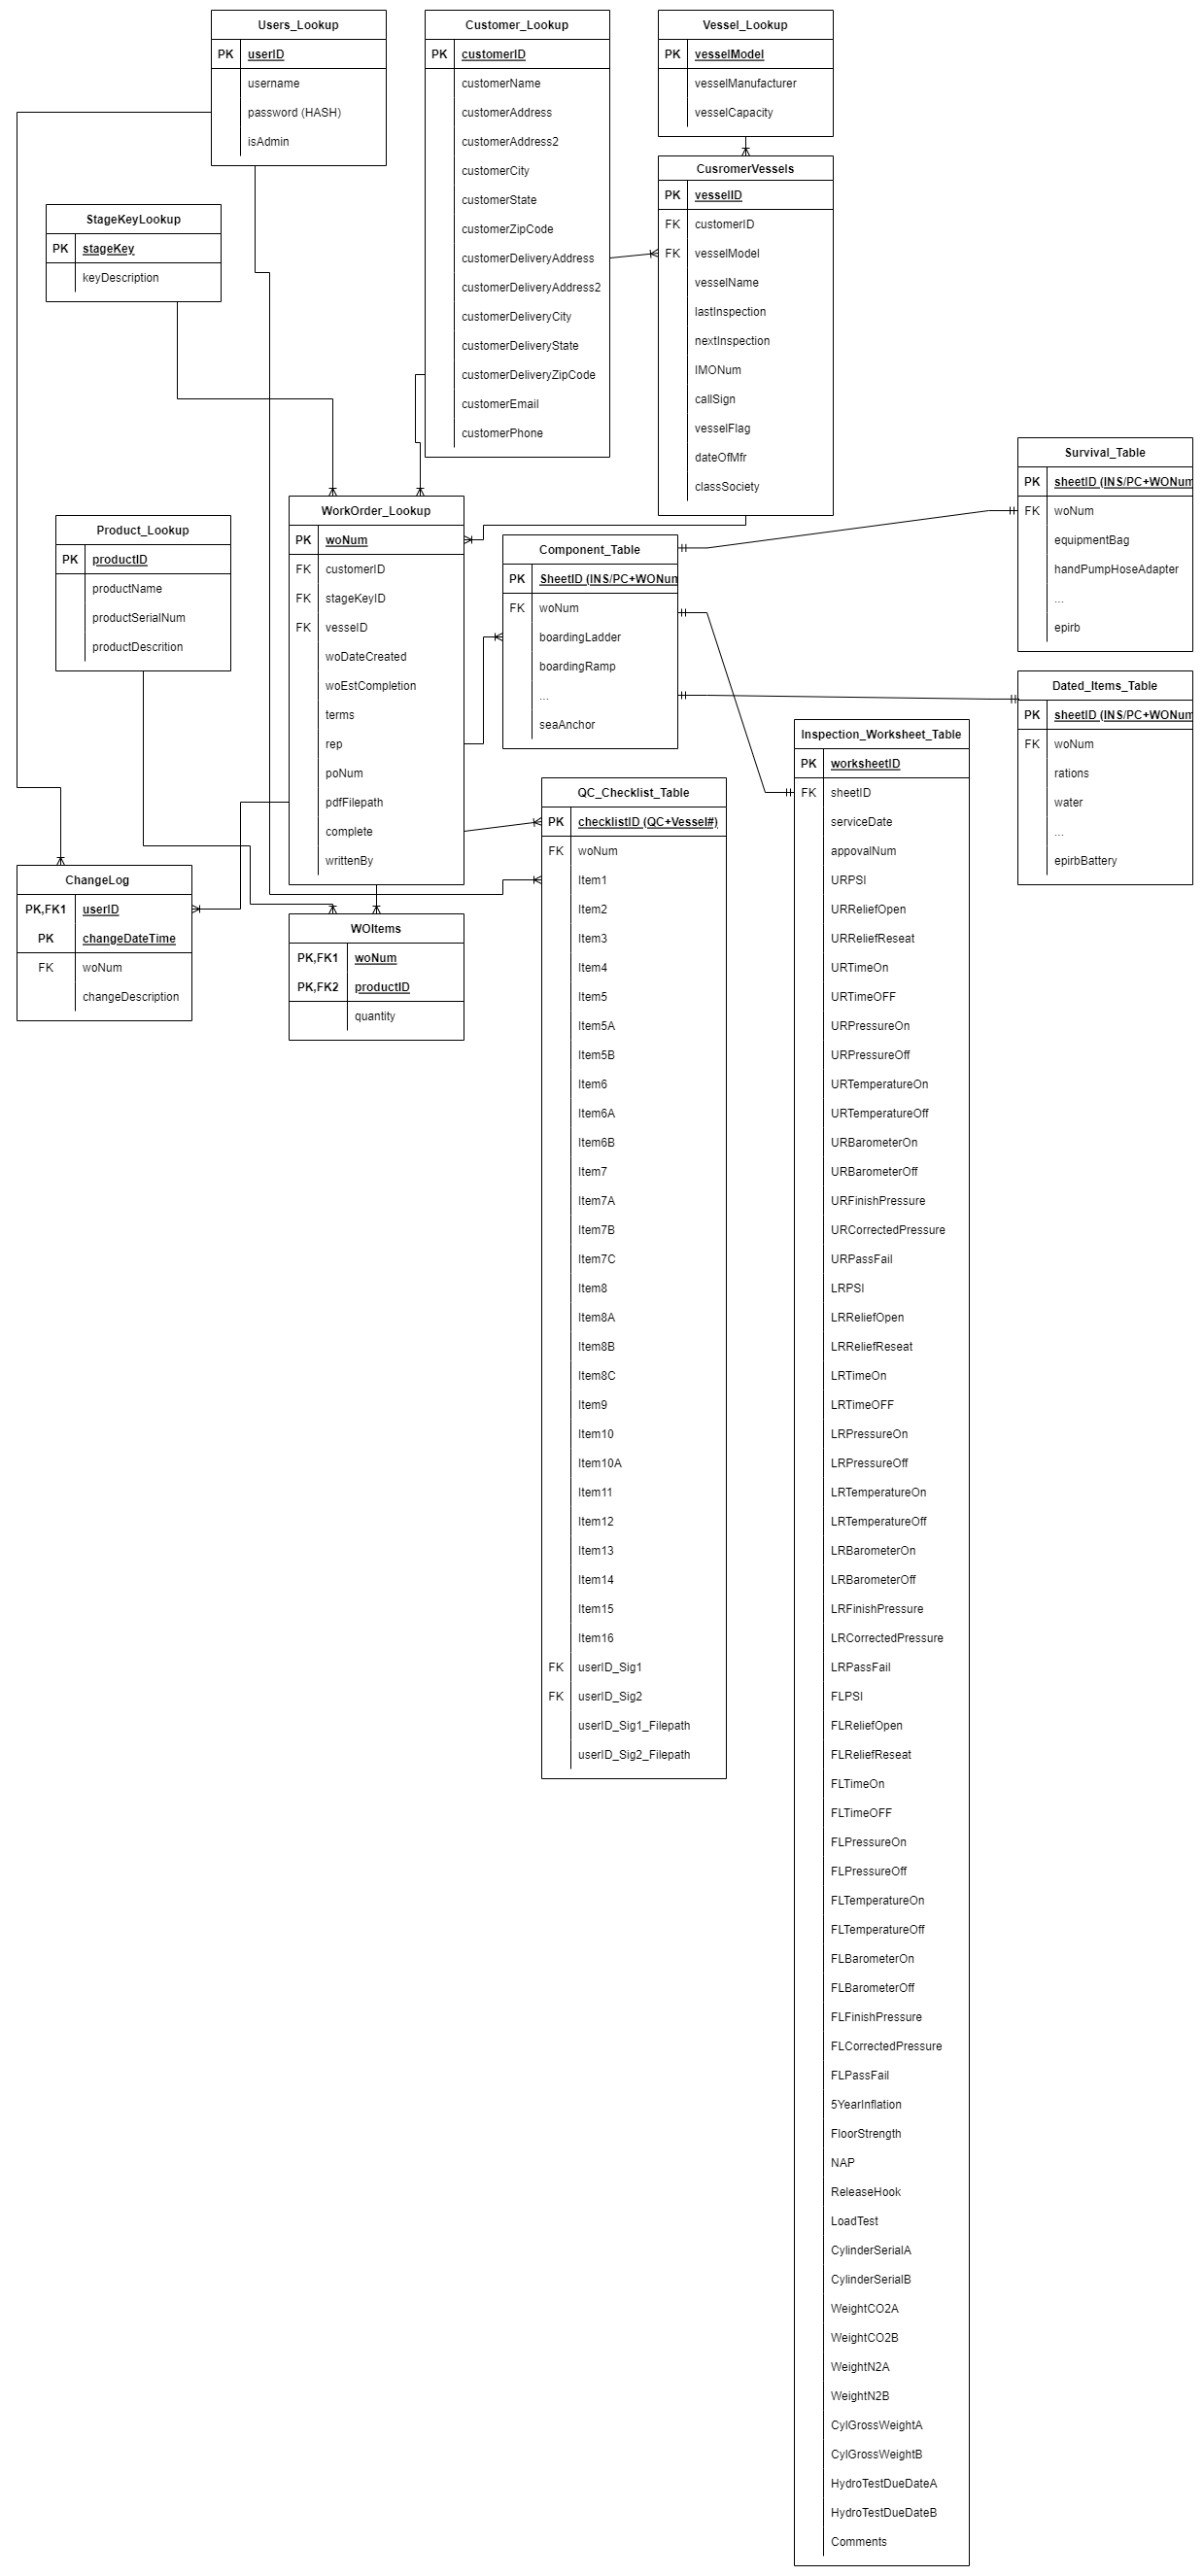 Users_Lookup
PK userID
username
password (HASH)
isAdmin
Customer_Lookup
PK customerID
customerName
customerAddress
customerAddress2
customerCity
customerState
customerZipCode
customerDeliveryAddress
customerDeliveryAddress2
customerDeliveryCity
customerDeliveryState
customerDeliveryZipCode
customerEmail
customerPhone
Vessel_Lookup
PK vesselModel
vesselManufacturer
vesselCapacity
CusromerVessels
PK vesselID
FK customerID
FK vesselModel
vesselName
lastInspection
nextInspection
IMONum
callSign
vesselFlag
dateOfMfr
classSociety
StageKeyLookup
PK stageKey
keyDescription
Product_Lookup
PK productID
productName
productSerialNum
productDescrition
WorkOrder_Lookup
PK woNum
FK customerID
FK stageKeyID
FK vesseID
woDateCreated
woEstCompletion
terms
rep
poNum
pdfFilepath
complete
writtenBy
Component_Table
PK SheetID (INS/PC+WONum
FK woNum
boardingLadder
boardingRamp
...
seaAnchor
Survival_Table
PK sheetID (INS/PC+WONum
FK woNum
equipmentBag
handPumpHoseAdapter
...
epirb
Dated_Items_Table
PK sheetID (INS/PC+WONum
FK woNum
rations
water
...
epirbBattery
ChangeLog
PK,FK1 userID
PK changeDateTime
FK woNum
changeDescription
WOItems
PK,FK1 woNum
PK,FK2 productID
quantity
QC_Checklist_Table
PK checklistID (QC+Vessel#)
FK woNum
Item1
Item2
Item3
Item4
Item5
Item5A
Item5B
Item6
Item6A
Item6B
Item7
Item7A
Item7B
Item7C
Item8
Item8A
Item8B
Item8C
Item9
Item10
Item10A
Item11
Item12
Item13
Item14
Item15
Item16
FK userID_Sig1
FK userID_Sig2
userID_Sig1_Filepath
userID_Sig2_Filepath
Inspection_Worksheet_Table
PK worksheetID
FK sheetID
serviceDate
appovalNum
URPSI
URReliefOpen
URReliefReseat
URTimeOn
URTimeOFF
URPressureOn
URPressureOff
URTemperatureOn
URTemperatureOff
URBarometerOn
URBarometerOff
URFinishPressure
URCorrectedPressure
URPassFail
LRPSI
LRReliefOpen
LRReliefReseat
LRTimeOn
LRTimeOFF
LRPressureOn
LRPressureOff
LRTemperatureOn
LRTemperatureOff
LRBarometerOn
LRBarometerOff
LRFinishPressure
LRCorrectedPressure
LRPassFail
FLPSI
FLReliefOpen
FLReliefReseat
FLTimeOn
FLTimeOFF
FLPressureOn
FLPressureOff
FLTemperatureOn
FLTemperatureOff
FLBarometerOn
FLBarometerOff
FLFinishPressure
FLCorrectedPressure
FLPassFail
5YearInflation
FloorStrength
NAP
ReleaseHook
LoadTest
CylinderSerialA
CylinderSerialB
WeightCO2A
WeightCO2B
WeightN2A
WeightN2B
CylGrossWeightA
CylGrossWeightB
HydroTestDueDateA
HydroTestDueDateB
Comments